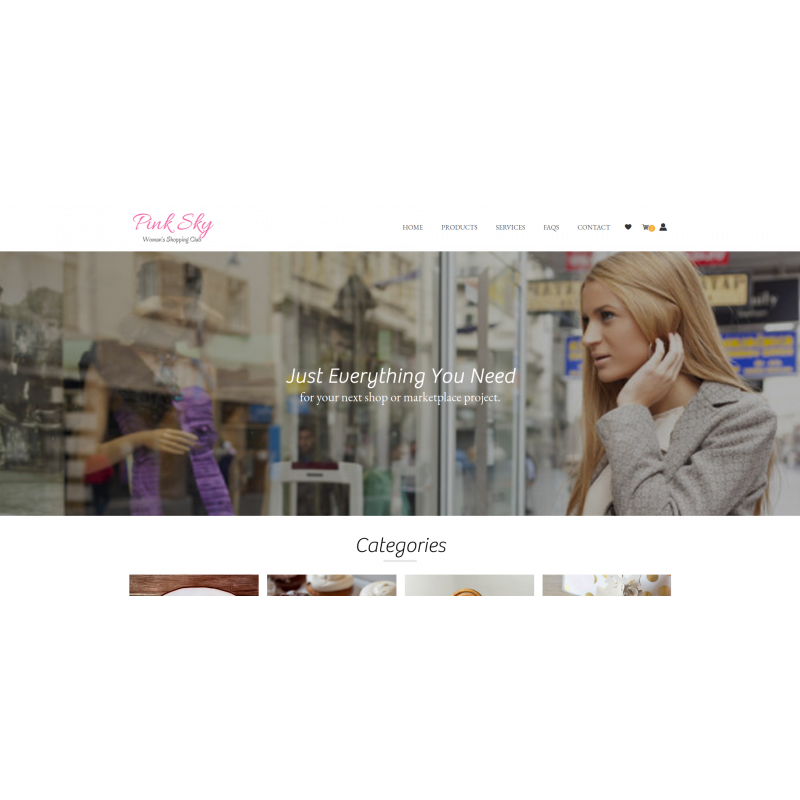 Pink Sky
Woman's Shopping Club
HOME PRODUCTS SERVICES FAQS CONTACT
Just Everything You Need
for your next shop or marketplace project.
Categories